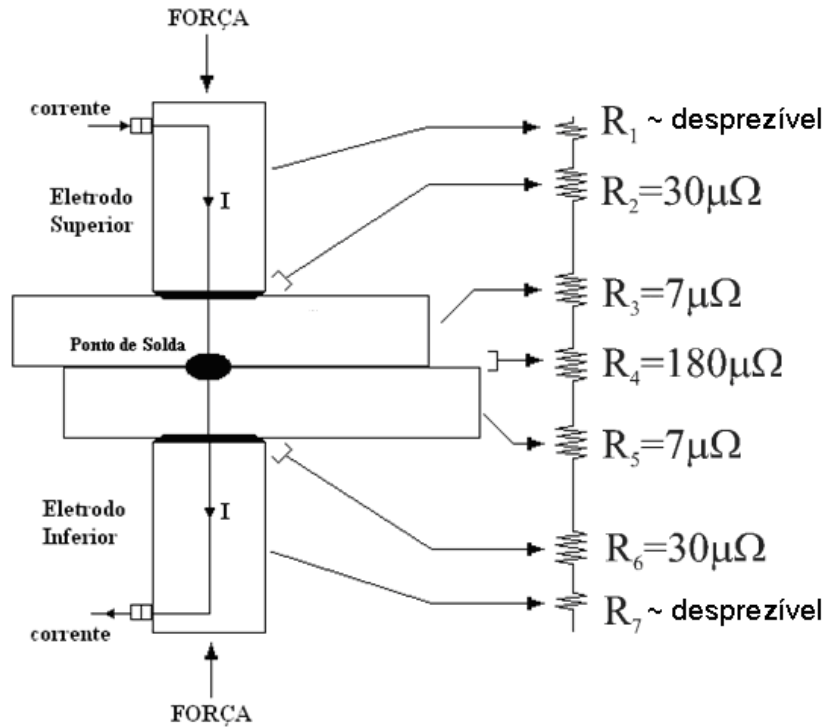 FORÇA
corrente
I
Eletrodo
Superior
Ponto de Solda
Eletrodo
Inferior
I
corrente
FORÇA
R1 ~ desprezível
R2=30µΩ
R3=7µΩ
R4=180µΩ
R5=7µΩ
R6=30µΩ
R7 ~ desprezível